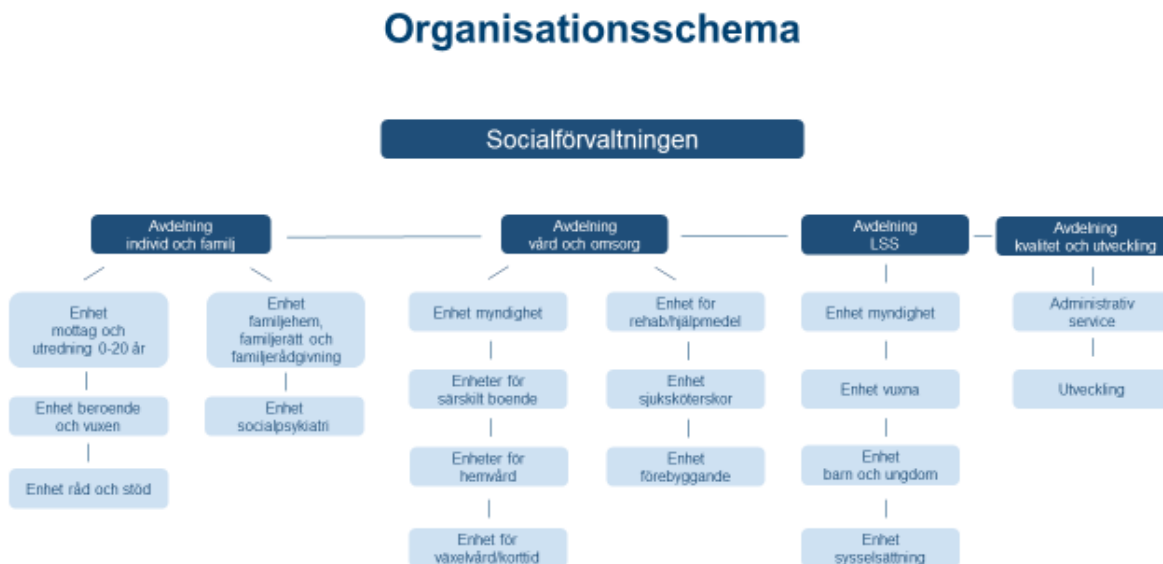 Organisationsschema
Socialförvaltningen
Avdelning
individ och familj
Avdelning
vård och omsorg
Avdelning
LSS
Avdelning
kvalitet och utveckling
Enhet
mottag och
utredning 0-20 år
Enhet
familjehem,
familjerätt och
familjerådgivning
Enhet myndighet
Enhet för
rehab/hjälpmedel
Enhet myndighet
Administrativ
service
Enhet beroende
och vuxen
Enhet
socialpsykiatri
Enheter för
särskilt boende
Enhet
sjuksköterskor
Enhet vuxna
Utveckling
Enhet råd och stöd
Enheter för
hemvård
Enhet
förebyggande
Enhet
barn och ungdom
Enhet för
växelvård/korttid
Enhet
sysselsättning